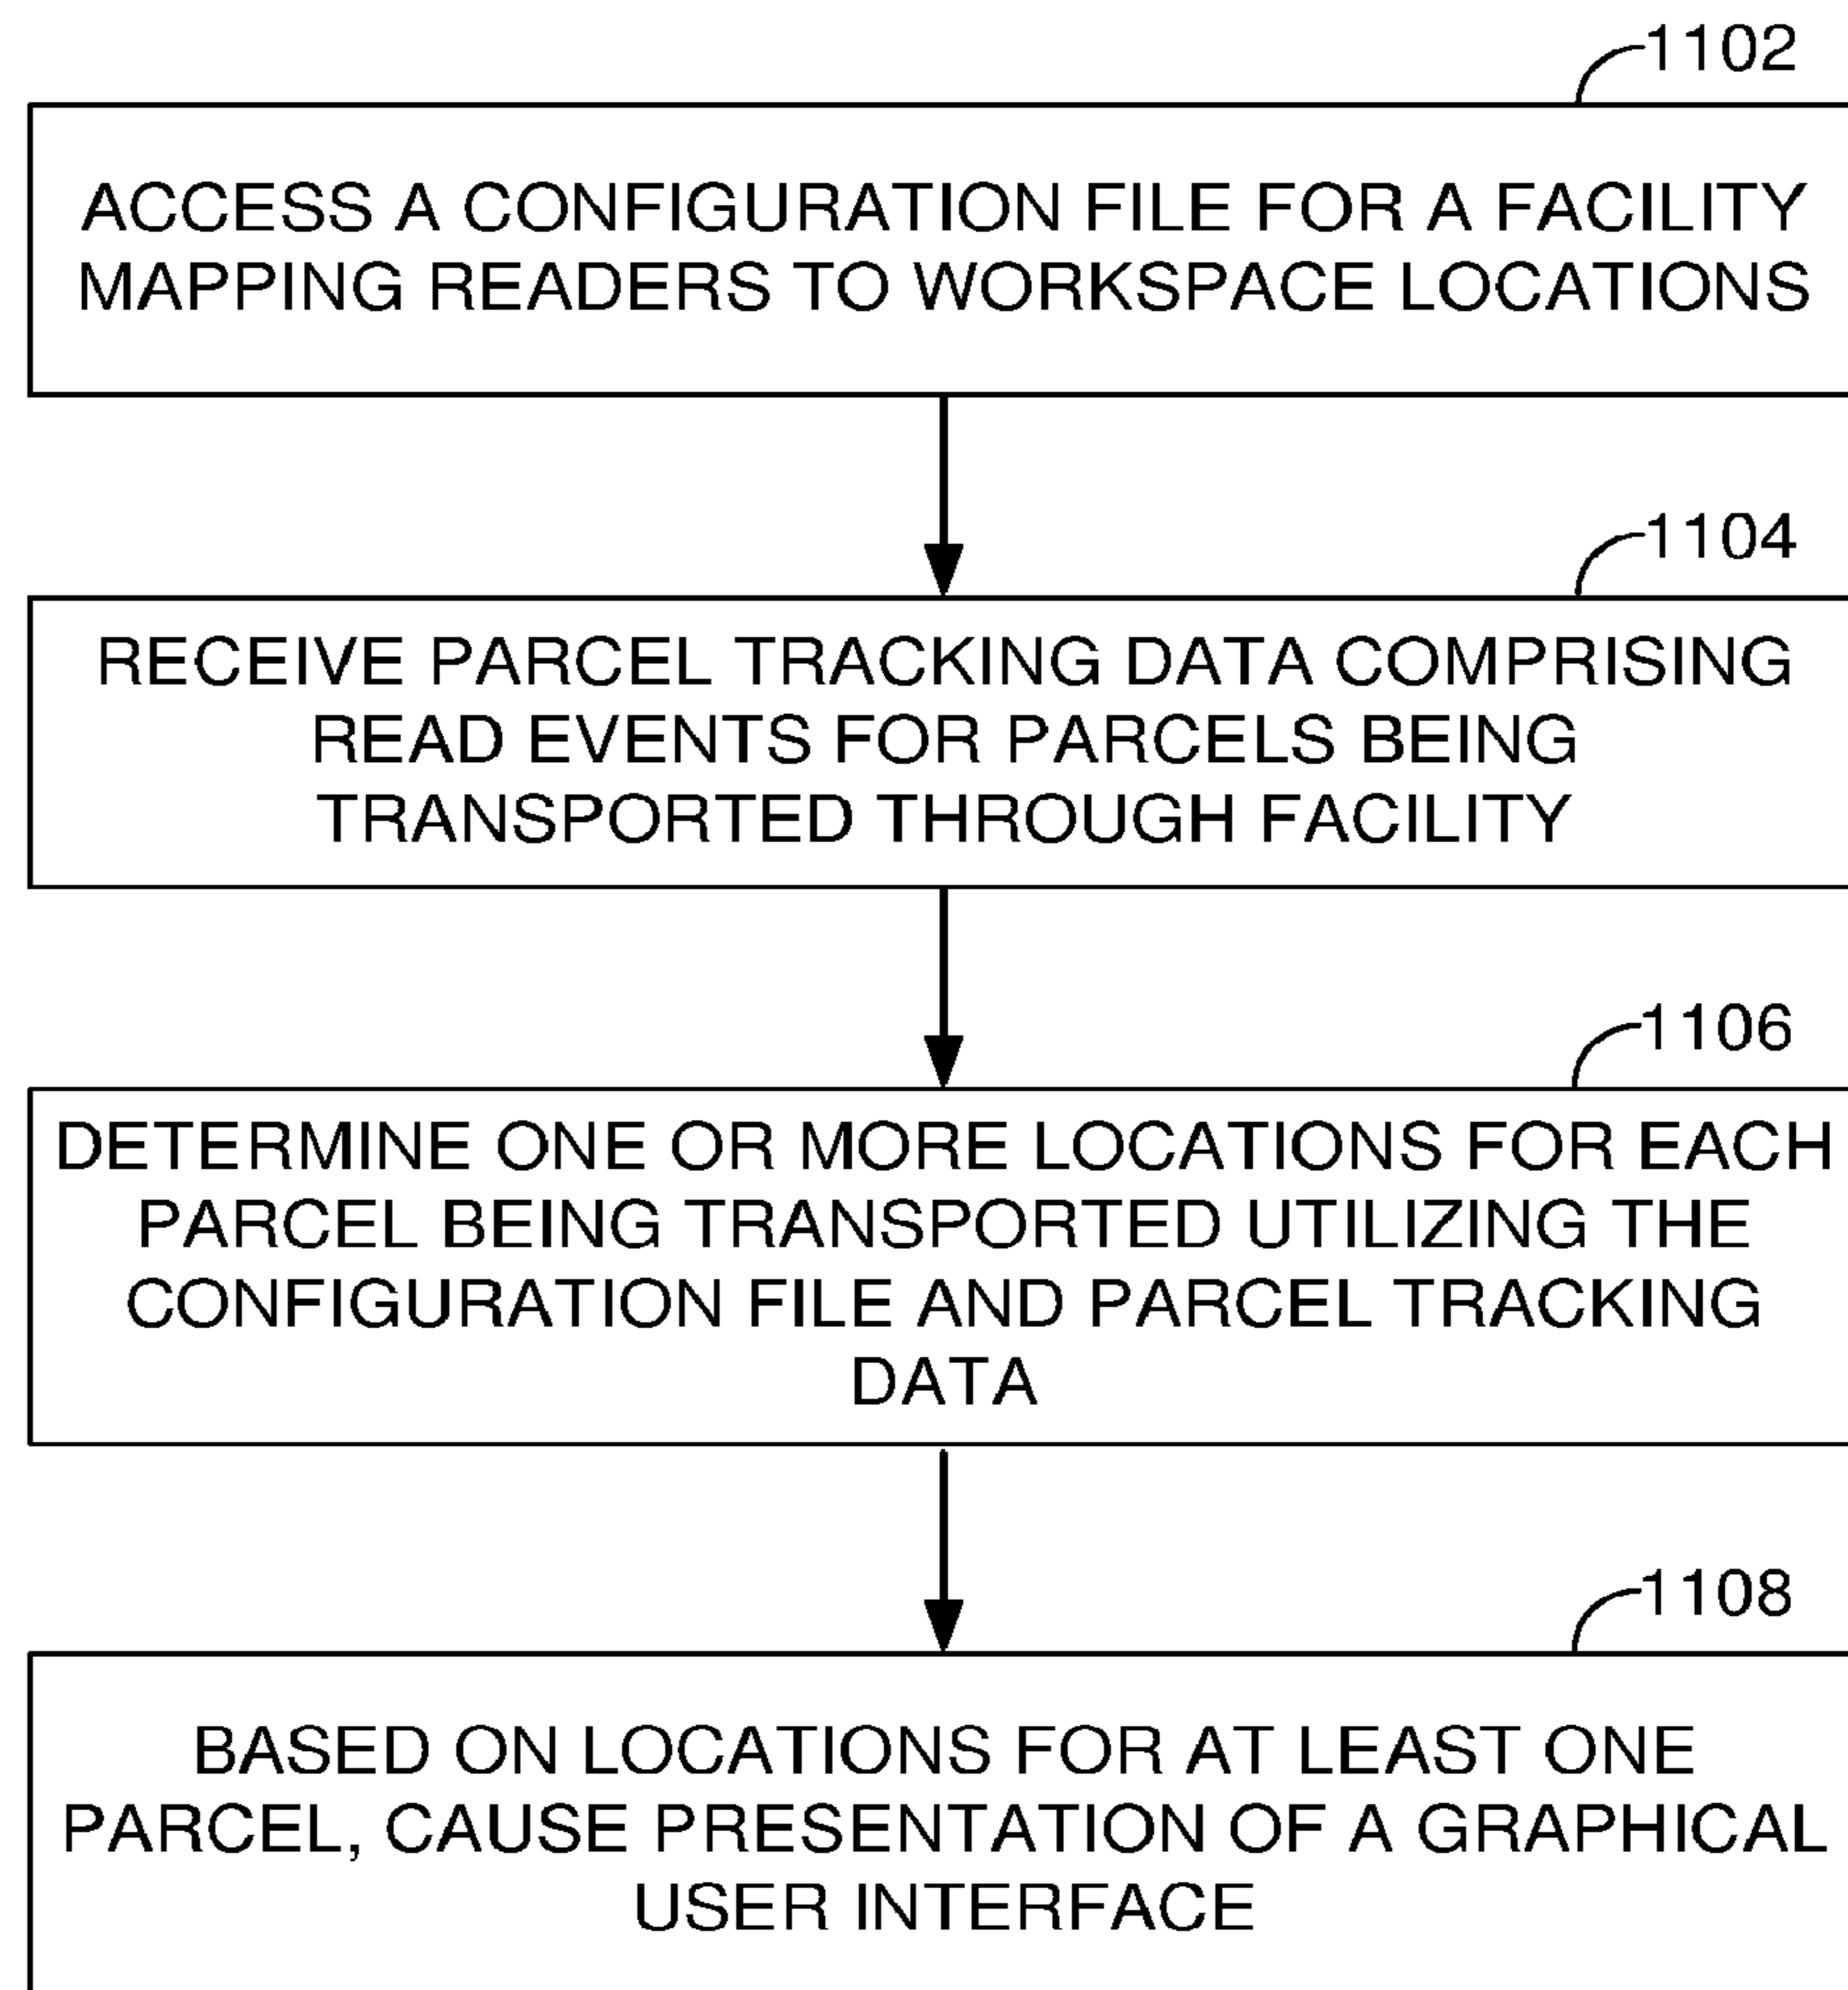 1102
ACCESS A CONFIGURATION FILE FOR A FACILITY
MAPPING READERS TO WORKSPACE LOCATIONS
1104
RECEIVE PARCEL TRACKING DATA COMPRISING
READ EVENTS FOR PARCELS BEING
TRANSPORTED THROUGH FACILITY
1106
DETERMINE ONE OR MORE LOCATIONS FOR EACH
PARCEL BEING TRANSPORTED UTILIZING THE
CONFIGURATION FILE AND PARCEL TRACKING
DATA
1108
BASED ON LOCATIONS FOR AT LEAST ONE
PARCEL, CAUSE PRESENTATION OF A GRAPHICAL
USER INTERFACE